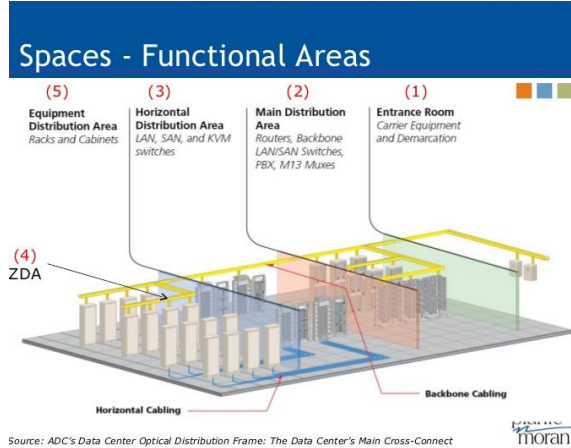 Spaces - Functional Areas
(5)
Equipment
Distribution Area
Racks and Cabinets
(3)
Horizontal
Distribution Area
LAN, SAN, and KVM
switches
(2)
Main Distribution
Area
Routers, Backbone
LAN/SAN Switches,
PBX, M13 Muxes
(1)
Entrance Room
Carrier Equipment
and Demarcation
(4)
ZDA
Backbone Cabling
Horizontal Cabling
Source: ADC's Data Center Optical Distribution Frame: The Data Center's Main Cross-Connect
moran